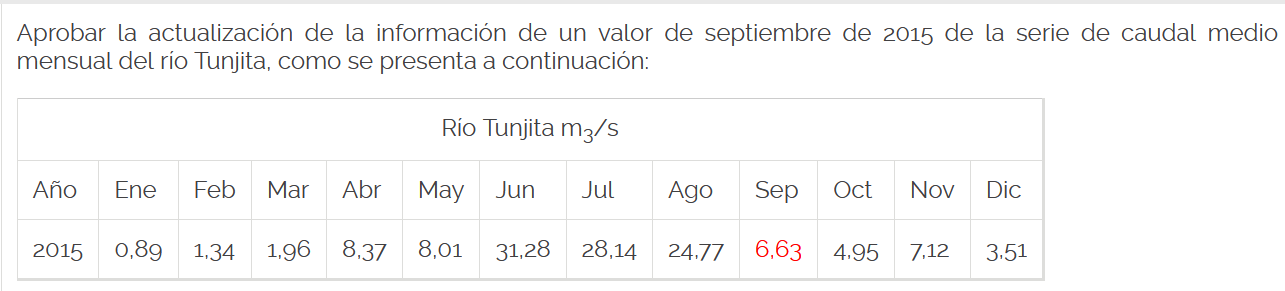 Aprobar la actualización de la información de un valor de septiembre de 2015 de la serie de caudal medio
mensual del río Tunjita, como se presenta a continuación:
Río Tunjita m3/s
Año Ene Feb Mar Abr May Jun Jul Ago Sep Oct Nov Dic
2015 0,89 1,34 1,96 8,37 8,01 31,28 28,14 24,77 6,63 4,95 7,12 3,51